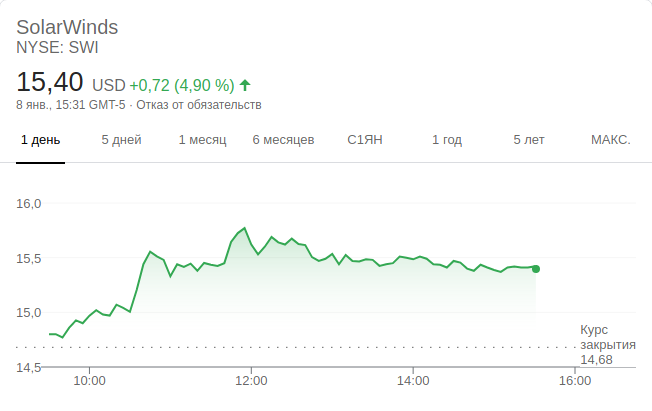 SolarWinds
NYSE: SWI
15,40 USD +0,72 (4,90 %)
8 янв., 15:31 GMT-5 · Отказ от обязательств
1 день 5 дней 1 месяц 6 месяцев С1ЯН 1 год 5 лет МАКС.
16,0
15,5
15,0
14,5
Курс
закрытия
14,68
10:00 12:00 14:00 16:00